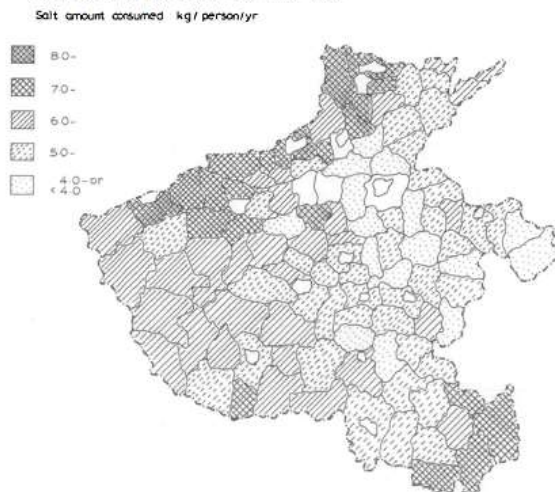 Salt amount consumed kg/person/yr
8.0-
7.0-
6.0-
5.0-
4.0- or
< 4.0